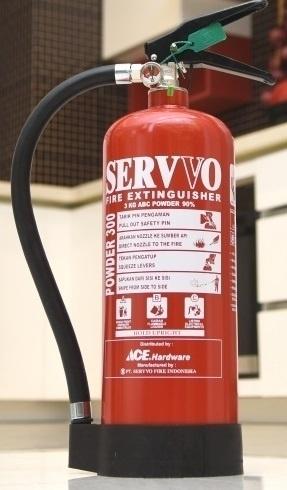 SERVVO
FIRE EXTINGUISHER
3 KG ABC POWDER 90%
POWDER 300
TARIK PIN PENGAMAN
PULL OUT SAFETY PIN
ARAHKAN NOZZLE KE SUMBER API
DIRECT NOZZLE TO THE FIRE
TEKAN PENGATUP
SQUEEZE LEVERS
SAPUKAN DARI SISI KE SISI
SWIPE FROM SIDE TO SIDE
A B C
HOLD UPRIGHT
Distributed by :
ACE.Hardware
Manufactured by :
PT. SERVVO FIRE INDONESIA